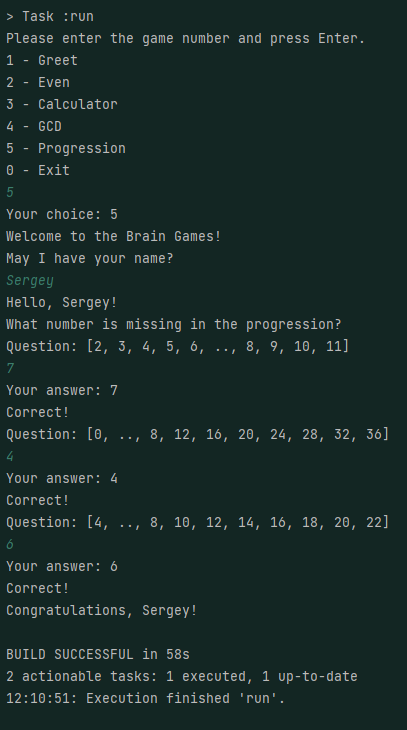 > Task :run
Please enter the game number and press Enter.
1 - Greet
2 - Even
3 - Calculator
4 - GCD
5 - Progression
0 - Exit
5
Your choice: 5
Welcome to the Brain Games!
May I have your name?
Sergey
Hello, Sergey!
What number is missing in the progression?
Question: [2, 3, 4, 5, 6, .., 8, 9, 10, 11]
7
Your answer: 7
Correct!
Question: [0, .., 8, 12, 16, 20, 24, 28, 32, 36]
4
Your answer: 4
Correct!
Question: [4, .., 8, 10, 12, 14, 16, 18, 20, 22]
6
Your answer: 6
Correct!
Congratulations, Sergey!
BUILD SUCCESSFUL in 58s
2 actionable tasks: 1 executed, 1 up-to-date
12:10:51: Execution finished 'run'.